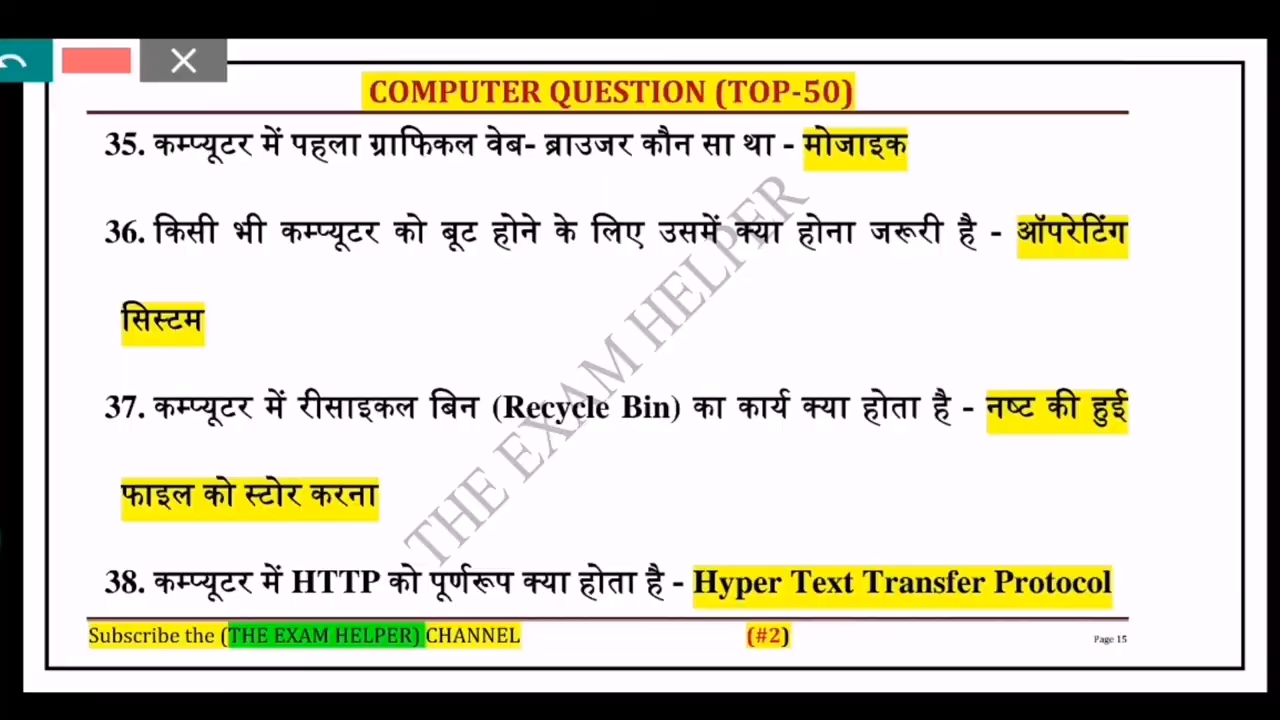 COMPUTER QUESTION (TOP-50)
35. कम्प्यूटर में पहला ग्राफिकल वेब- ब्राउजर कौन सा था - मोजाइक
36. किसी भी कम्प्यूटर को बूट होने के लिए उसमें क्या होना जरूरी है - ऑपरेटिंग
सिस्टम
37. कम्प्यूटर में रीसाइकल बिन (Recycle Bin) का कार्य क्या होता है - नष्ट की हुई
फाइल को स्टोर करना
38. कम्प्यूटर में HTTP को पूर्णरूप क्या होता है - Hyper Text Transfer Protocol
THE EXAM HELPER
Subscribe the (THE EXAM HELPER) CHANNEL (#2) Page 15